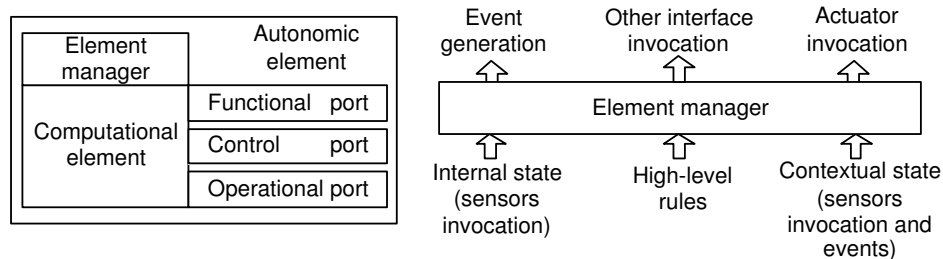 Element
manager
Autonomic
element
Computational
element
Functional port
Control port
Operational port
Event
generation
Other interface
invocation
Actuator
invocation
Element manager
Internal state
(sensors
invocation)
High-level
rules
Contextual state
(sensors
invocation and
events)